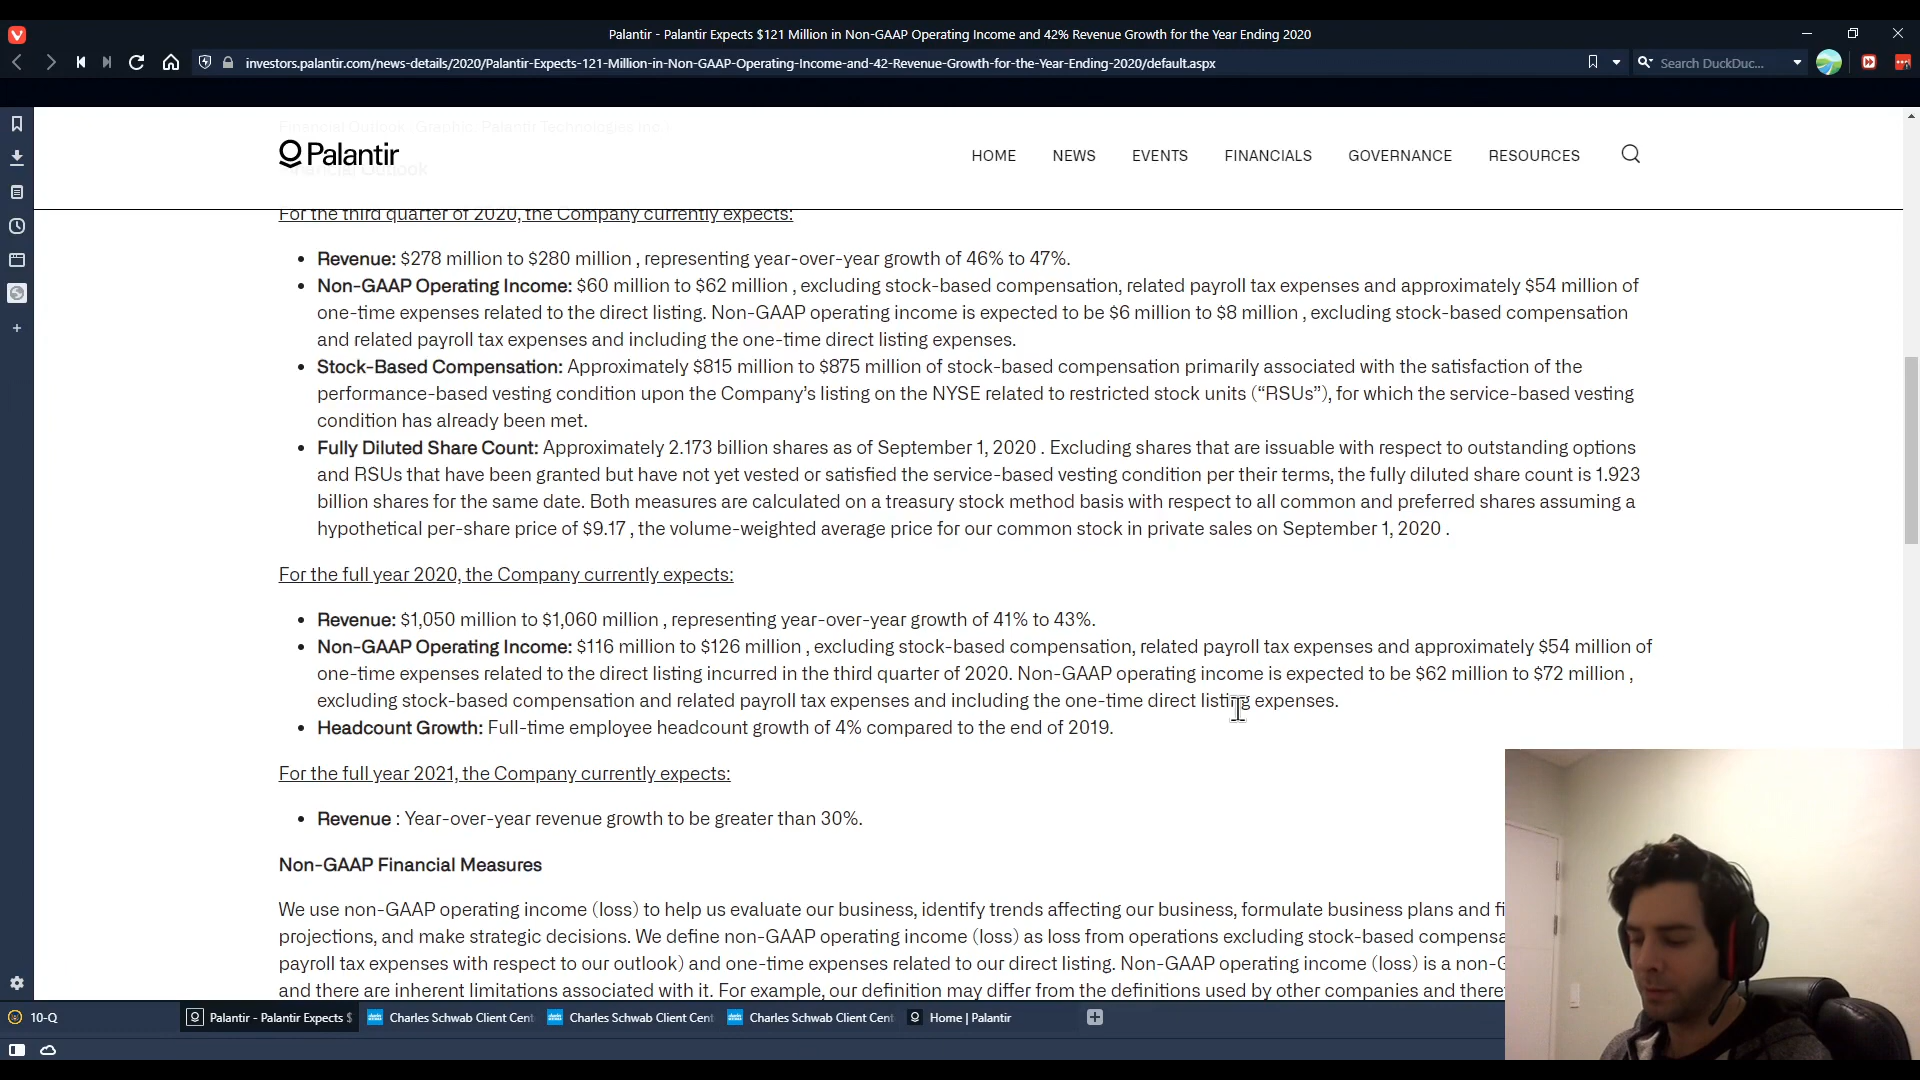 Palantir - Palantir Expects $121 Million in Non-GAAP Operating Income and 42% Revenue Growth for the Year Ending 2020
investors.palantir.com/news-details/2020/Palantir-Expects-121-Million-in-Non-GAAP-Operating-Income-and-42-Revenue-Growth-for-the-Year-Ending-2020/default.aspx
Search DuckDuc...
Financial Outlook (Graphic: Palantir Technologies Inc.)
Palantir
HOME NEWS EVENTS FINANCIALS GOVERNANCE RESOURCES
Financial Outlook
For the third quarter of 2020, the Company currently expects:
• Revenue: $278 million to $280 million , representing year-over-year growth of 46% to 47%.
• Non-GAAP Operating Income: $60 million to $62 million , excluding stock-based compensation, related payroll tax expenses and approximately $54 million of
one-time expenses related to the direct listing. Non-GAAP operating income is expected to be $6 million to $8 million , excluding stock-based compensation
and related payroll tax expenses and including the one-time direct listing expenses.
• Stock-Based Compensation: Approximately $815 million to $875 million of stock-based compensation primarily associated with the satisfaction of the
performance-based vesting condition upon the Company’s listing on the NYSE related to restricted stock units (“RSUs”), for which the service-based vesting
condition has already been met.
• Fully Diluted Share Count: Approximately 2.173 billion shares as of September 1, 2020 . Excluding shares that are issuable with respect to outstanding options
and RSUs that have been granted but have not yet vested or satisfied the service-based vesting condition per their terms, the fully diluted share count is 1.923
billion shares for the same date. Both measures are calculated on a treasury stock method basis with respect to all common and preferred shares assuming a
hypothetical per-share price of $9.17 , the volume-weighted average price for our common stock in private sales on September 1, 2020 .
For the full year 2020, the Company currently expects:
• Revenue: $1,050 million to $1,060 million , representing year-over-year growth of 41% to 43%.
• Non-GAAP Operating Income: $116 million to $126 million , excluding stock-based compensation, related payroll tax expenses and approximately $54 million of
one-time expenses related to the direct listing incurred in the third quarter of 2020. Non-GAAP operating income is expected to be $62 million to $72 million ,
excluding stock-based compensation and related payroll tax expenses and including the one-time direct listing expenses.
• Headcount Growth: Full-time employee headcount growth of 4% compared to the end of 2019.
For the full year 2021, the Company currently expects:
• Revenue : Year-over-year revenue growth to be greater than 30%.
Non-GAAP Financial Measures
We use non-GAAP operating income (loss) to help us evaluate our business, identify trends affecting our business, formulate business plans and fi
projections, and make strategic decisions. We define non-GAAP operating income (loss) as loss from operations excluding stock-based compensa
payroll tax expenses with respect to our outlook) and one-time expenses related to our direct listing. Non-GAAP operating income (loss) is a non-G
and there are inherent limitations associated with it. For example, our definition may differ from the definitions used by other companies and theref
10-Q Palantir - Palantir Expects $ Charles Schwab Client Cent Charles Schwab Client Cent Charles Schwab Client Cent Home | Palantir